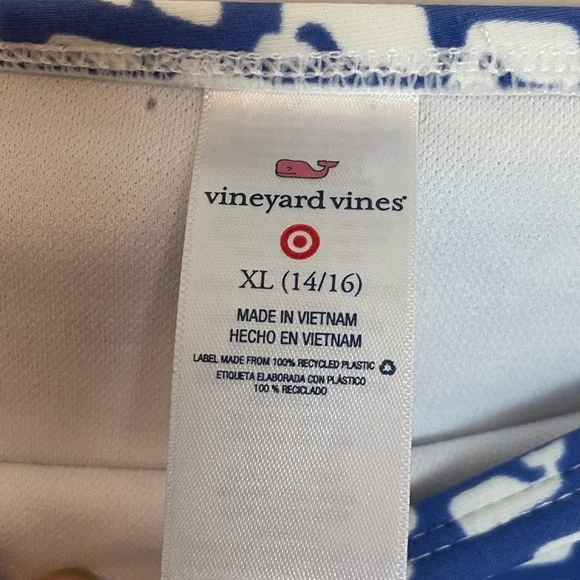 vineyard vines®
XL (14/16)
MADE IN VIETNAM
HECHO EN VIETNAM
LABEL MADE FROM 100% RECYCLED PLASTIC
ETIQUETA ELABORADA CON PLÁSTICO
100 % RECICLADO